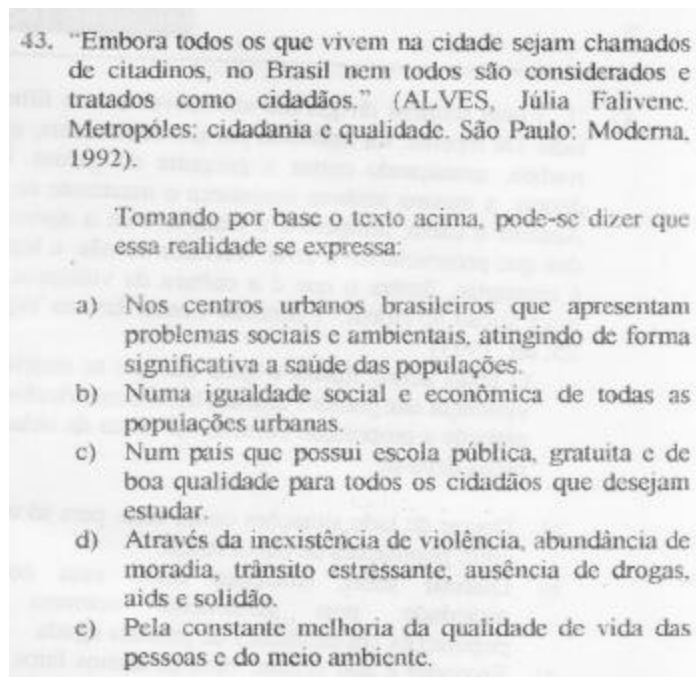 43. “Embora todos os que vivem na cidade sejam chamados
de citadinos, no Brasil nem todos são considerados e
tratados como cidadãos.” (ALVES, Júlia Falivene.
Metropóles: cidadania e qualidade. São Paulo: Moderna,
1992).
Tomando por base o texto acima, pode-se dizer que
essa realidade se expressa:
a) Nos centros urbanos brasileiros que apresentam
problemas sociais e ambientais, atingindo de forma
significativa a saúde das populações.
b) Numa igualdade social e econômica de todas as
populações urbanas.
c) Num país que possui escola pública, gratuita e de
boa qualidade para todos os cidadãos que desejam
estudar.
d) Através da inexistência de violência, abundância de
moradia, trânsito estressante, ausência de drogas,
aids e solidão.
e) Pela constante melhoria da qualidade de vida das
pessoas e do meio ambiente.